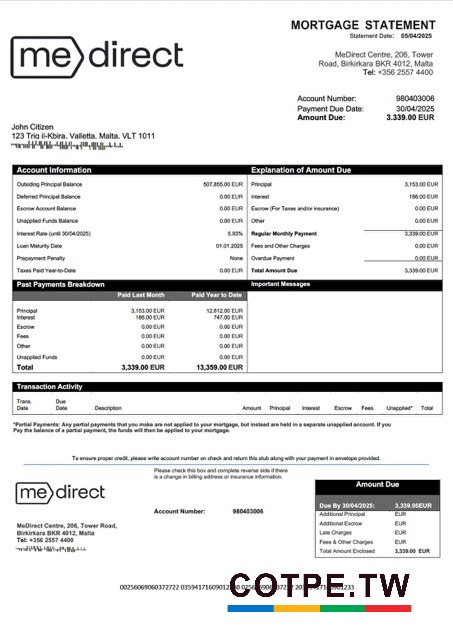 MORTGAGE STATEMENT
Statement Date: 05/04/2025
me direct
MeDirect Centre, 206, Tower
Road, Birkirkara BKR 4012, Malta
Tel: +356 2557 4400
Account Number: 980403006
Payment Due Date: 30/04/2025
Amount Due: 3.339.00 EUR
John Citizen
123 Triq il-Kbira, Valletta, Malta, VLT 1011
Account Information
Outsiding Principal Balance 507,855.00 EUR
Deferred Principal Balance 0.00 EUR
Escrow Account Balance 0.00 EUR
Unapplied Funds Balance 0.00 EUR
Interest Rate (until 30/04/2025) 5.93%
Loan Maturity Date 01.01.2025
Prepayment Penalty None
Taxes Paid Year-to-Date 0.00 EUR
Explanation of Amount Due
Principal 3,153.00 EUR
Interest 186.00 EUR
Escrow (For Taxes and/or insurance) 0.00 EUR
Other 0.00 EUR
Regular Monthly Payment 3,339.00 EUR
Fees and Other Charges 0.00 EUR
Overdue Payment 0.00 EUR
Total Amount Due 3,339.00 EUR
Past Payments Breakdown
Paid Last Month Paid Year to Date
Principal 3,153.00 EUR 12,612.00 EUR
Interest 186.00 EUR 747.00 EUR
Escrow 0.00 EUR 0.00 EUR
Fees 0.00 EUR 0.00 EUR
Other 0.00 EUR 0.00 EUR
Unapplied Funds 0.00 EUR 0.00 EUR
Total 3,339.00 EUR 13,359.00 EUR
Important Messages
Transaction Activity
Trans. Date Due Date Description Amount Principal Interest Escrow Fees Unapplied* Total
*Partial Payments: Any partial payments that you make are not applied to your mortgage, but instead are held in a separate unapplied account. If you
Pay the balance of a partial payment, the funds will then be applied to your mortgage.
To ensure proper credit, please write account number on check and return this stub along with your payment in envelope provided.
Please check this box and complete reverse side if there
is a change in billing address or insurance information.
me direct
Account Number: 980403006
MeDirect Centre, 206, Tower Road,
Birkirkara BKR 4012, Malta
Tel: +356 2557 4400
Amount Due
Due By 30/04/2025: 3,339.00EUR
Additional Principal EUR
Additional Escrow EUR
Late Charges EUR
Fees & Other Charges EUR
Total Amount Enclosed 3,339.00 EUR
COTPE.TW